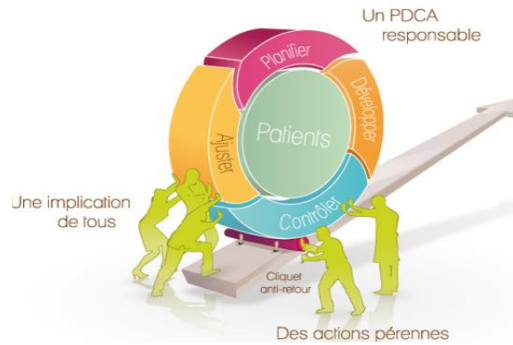 Un PDCA
responsable
Planifier
Développer
Patients
Ajuster
Contrôler
Une implication
de tous
Cliquet
anti-retour
Des actions pérennes